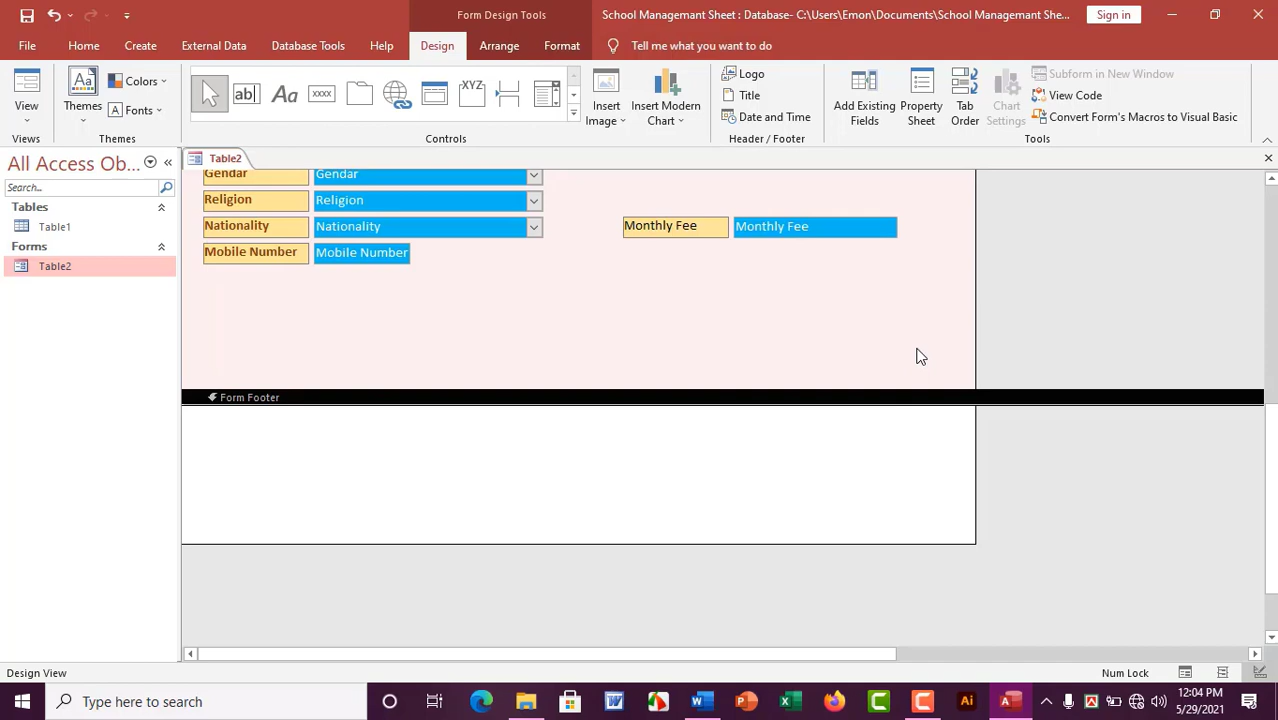 Form Design Tools
School Managemant Sheet : Database- C:\Users\Emon\Documents\School Managemant Shee...
Sign in
File Home Create External Data Database Tools Help Design Arrange Format Tell me what you want to do
View
Views
Themes
Colors
Fonts
Themes
ab|
Aa
xxxx
XYZ
Controls
Insert Image
Insert Modern Chart
Logo
Title
Date and Time
Header / Footer
Add Existing Fields
Property Sheet
Tab Order
Chart Settings
Subform in New Window
View Code
Convert Form's Macros to Visual Basic
Tools
All Access Ob...
Search...
Tables
Table1
Forms
Table2
Table2
Gendar Gendar
Religion Religion
Nationality Nationality Monthly Fee Monthly Fee
Mobile Number Mobile Number
Form Footer
Design View
Num Lock
Type here to search
12:04 PM
5/29/2021